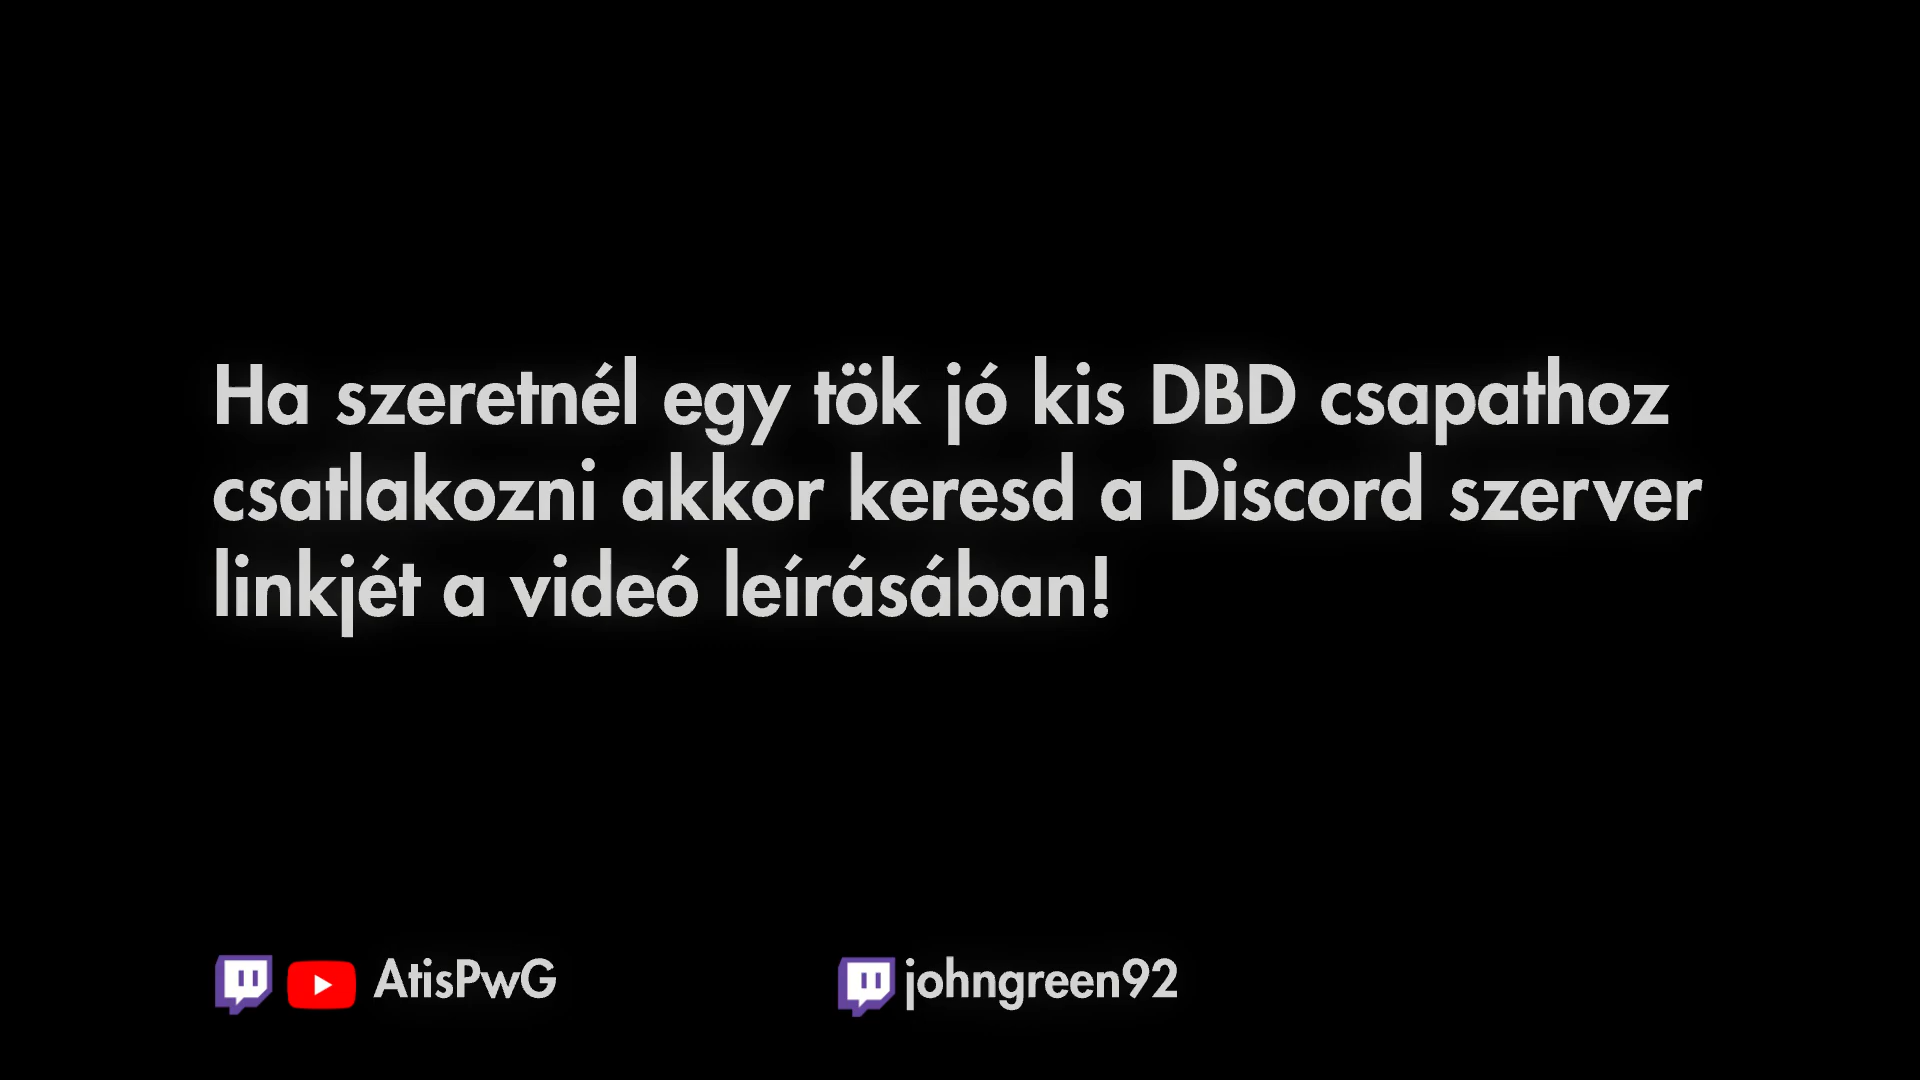 Ha szeretnél egy tök jó kis DBD csapathoz
csatlakozni akkor keresd a Discord szerver
linkjét a videó leírásában!
AtisPwG
johngreen92